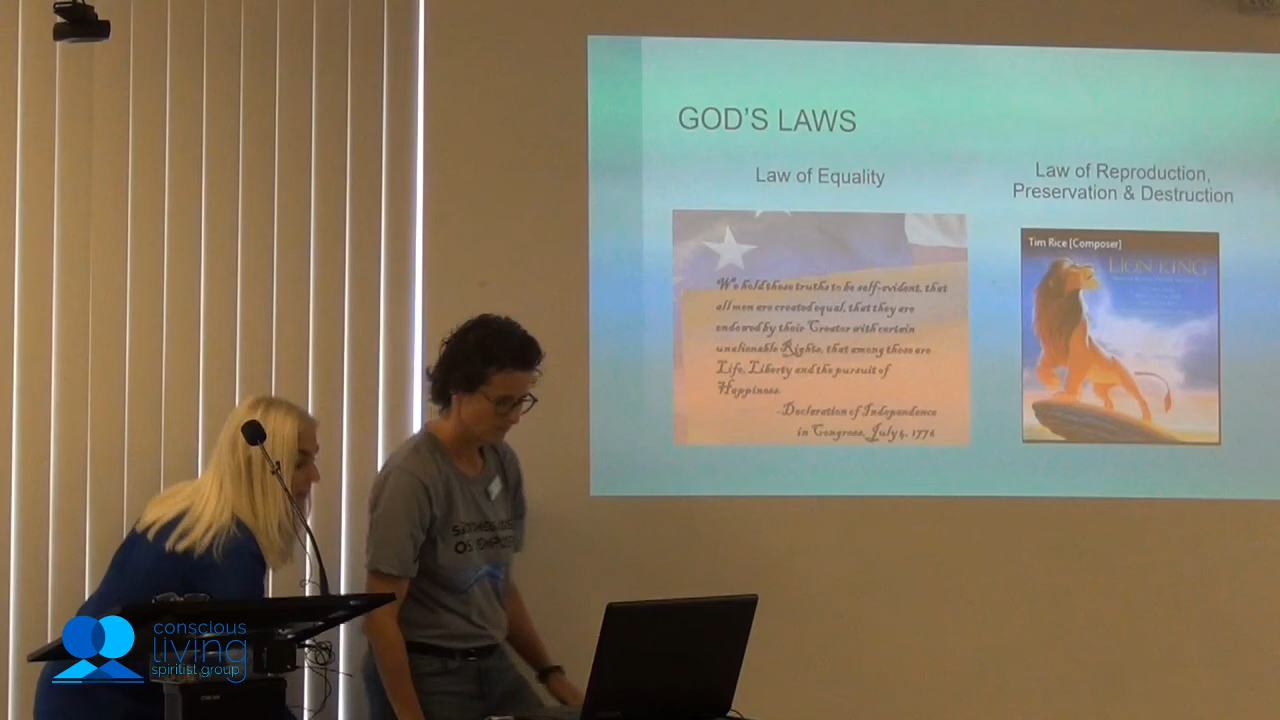 GOD'S LAWS
Law of Equality
We hold these truths to be self-evident, that
all men are created equal, that they are
endowed by their Creator with certain
unalienable Rights, that among these are
Life, Liberty and the pursuit of
Happiness.
-Declaration of Independence
in Congress, July 4, 1776
Law of Reproduction,
Preservation & Destruction
Tim Rice [Composer]
LION KING
conscious
living
spiritist group